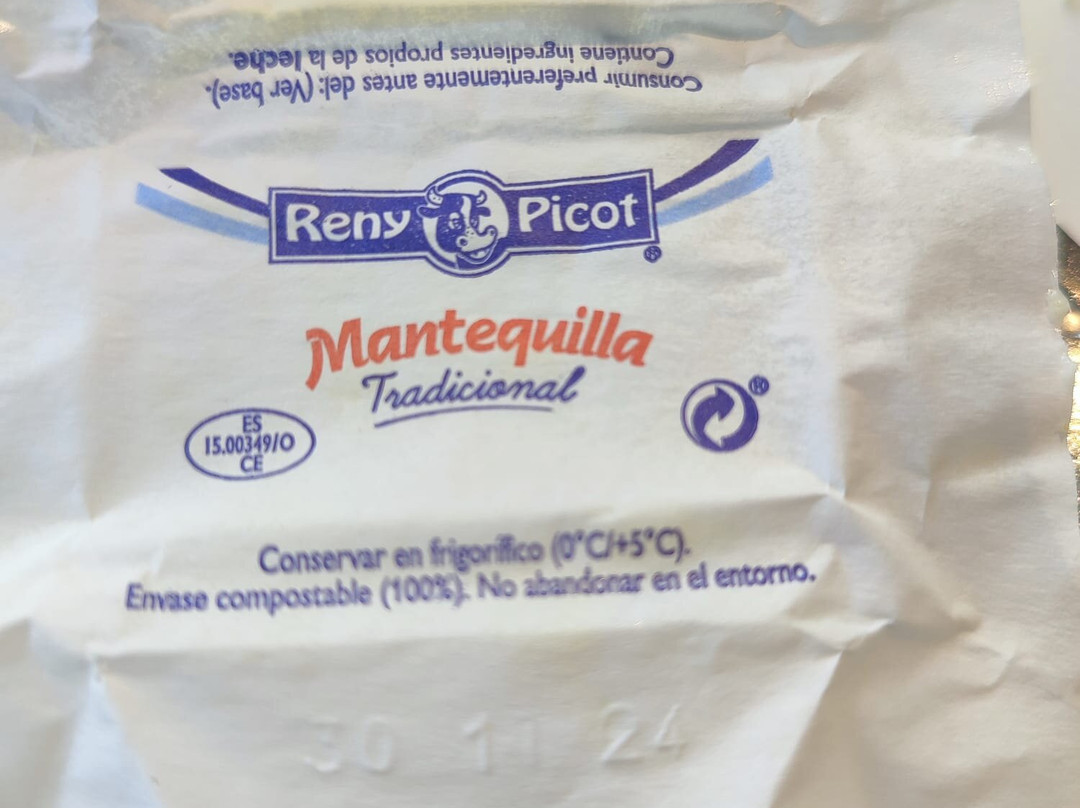 Contiene ingredientes propios de la leche.
Consumir preferentemente antes del: (Ver base).
Reny Picot
®
Mantequilla
Tradicional
®
ES
15.00349/O
CE
Conservar en frigorífico (0°C/+5°C).
Envase compostable (100%). No abandonar en el entorno.
30 11 24